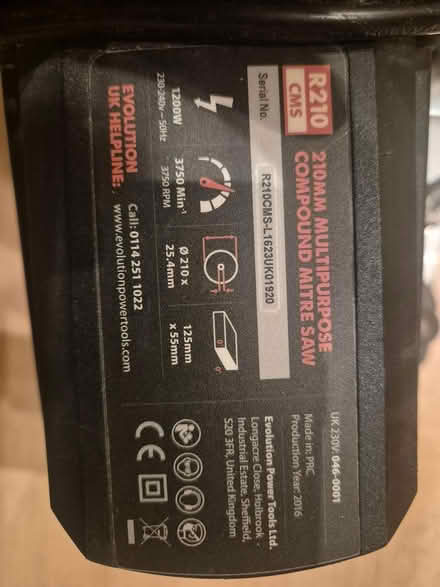 R210
CMS
210MM MULTIPURPOSE
COMPOUND MITRE SAW
Serial No.
R210CMS-L1623UK01920
1200W
230-240v ~ 50Hz
3750 Min⁻¹
3750 RPM
Ø 210 x
25.4mm
125mm
x 55mm
0°
0°
EVOLUTION
UK HELPLINE:
Call: 0114 251 1022
www.evolutionpowertools.com
UK 230V: 046-0001
Made in: PRC
Production Year: 2016
Evolution Power Tools Ltd.
Longacre Close, Holbrook
Industrial Estate, Sheffield,
S20 3FR, United Kingdom
CE